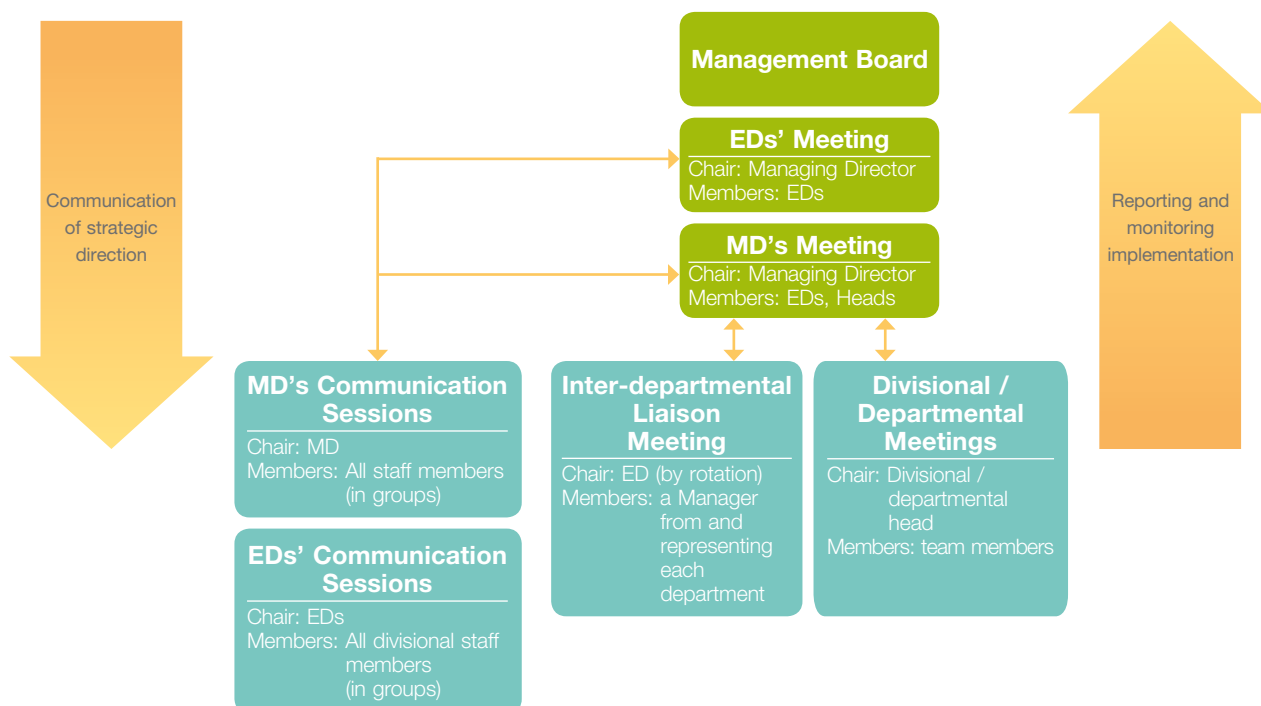 Management Board
EDs’ Meeting
Chair: Managing Director
Members: EDs
MD’s Meeting
Chair: Managing Director
Members: EDs, Heads
Communication
of strategic
direction
Reporting and
monitoring
implementation
MD’s Communication
Sessions
Chair: MD
Members: All staff members
(in groups)
EDs’ Communication
Sessions
Chair: EDs
Members: All divisional staff
members
(in groups)
Inter-departmental
Liaison
Meeting
Chair: ED (by rotation)
Members: a Manager
from and
representing
each
department
Divisional /
Departmental
Meetings
Chair: Divisional /
departmental
head
Members: team members